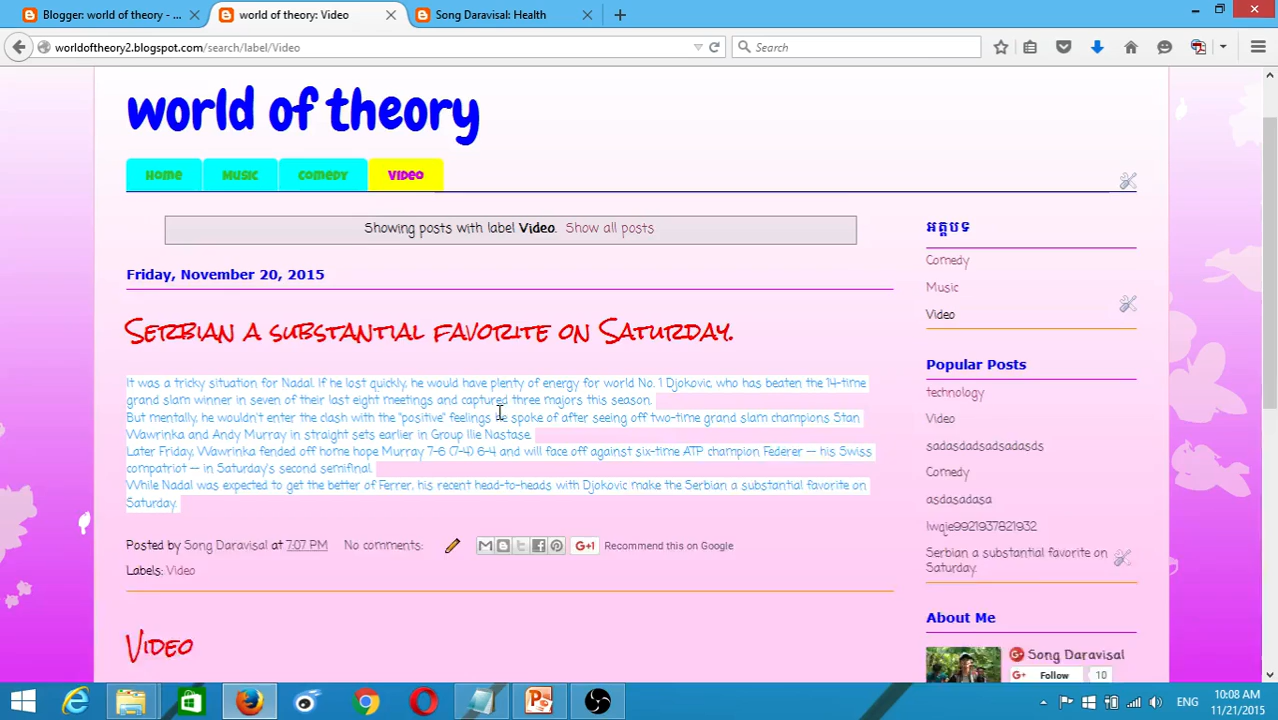 Blogger: world of theory - ...
world of theory: Video
Song Daravisal: Health
worldoftheory2.blogspot.com/search/label/Video
Search
world of theory
Home
Music
Comedy
Video
Showing posts with label Video. Show all posts
Friday, November 20, 2015
Serbian a substantial favorite on Saturday.
It was a tricky situation for Nadal. If he lost quickly, he would have plenty of energy for world No. 1 Djokovic, who has beaten the 14-time
grand slam winner in seven of their last eight meetings and captured three majors this season.
But mentally, he wouldn't enter the clash with the "positive" feelings he spoke of after seeing off two-time grand slam champions Stan
Wawrinka and Andy Murray in straight sets earlier in Group Ilie Nastase.
Later Friday, Wawrinka fended off home hope Murray 7-6 (7-4) 6-4 and will face off against six-time ATP champion Federer -- his Swiss
compatriot -- in Saturday's second semifinal.
While Nadal was expected to get the better of Ferrer, his recent head-to-heads with Djokovic make the Serbian a substantial favorite on
Saturday.
Posted by Song Daravisal at 7:07 PM No comments:
G+1 Recommend this on Google
Labels: Video
Video
អត្ថបទ
Comedy
Music
Video
Popular Posts
technology
Video
sadasdadsadsadasds
Comedy
asdasadasa
lwqie9921937821932
Serbian a substantial favorite on
Saturday.
About Me
Song Daravisal
Follow 10
ENG
10:08 AM
11/21/2015